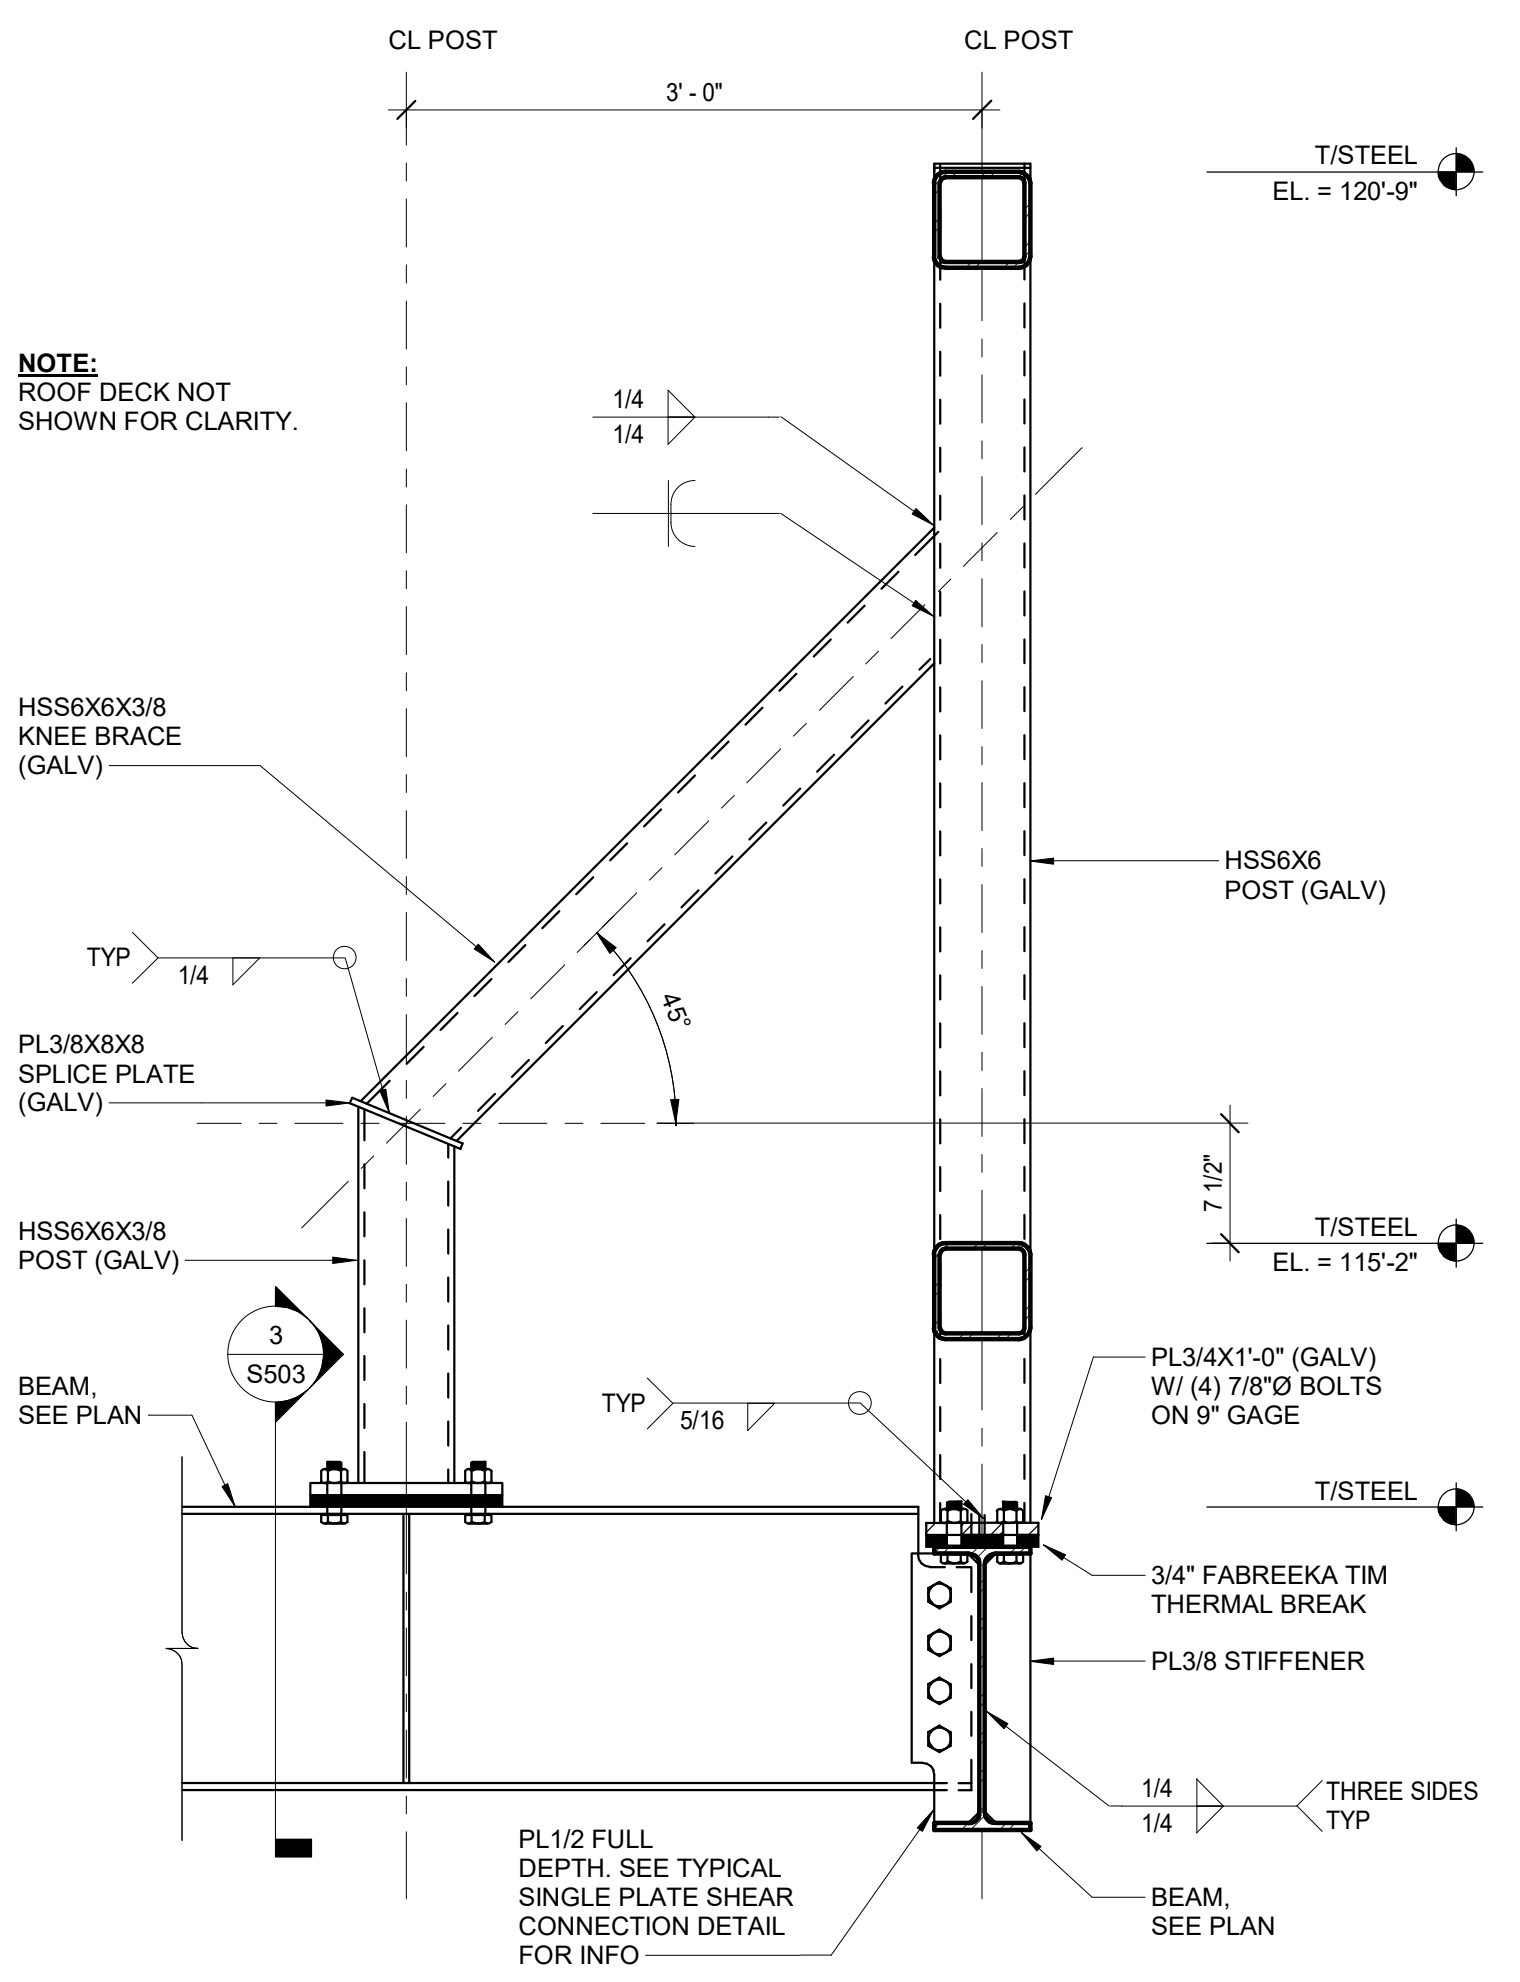 CL POST
CL POST
3' - 0"
T/STEEL
EL. = 120'-9"
NOTE:
ROOF DECK NOT
SHOWN FOR CLARITY.
1/4
1/4
HSS6X6X3/8
KNEE BRACE
(GALV)
HSS6X6
POST (GALV)
TYP
1/4
45°
PL3/8X8X8
SPLICE PLATE
(GALV)
7 1/2"
HSS6X6X3/8
POST (GALV)
T/STEEL
EL. = 115'-2"
3
S503
BEAM,
SEE PLAN
TYP
5/16
PL3/4X1'-0" (GALV)
W/ (4) 7/8"Ø BOLTS
ON 9" GAGE
T/STEEL
3/4" FABREEKA TIM
THERMAL BREAK
PL3/8 STIFFENER
1/4
1/4
THREE SIDES
TYP
PL1/2 FULL
DEPTH. SEE TYPICAL
SINGLE PLATE SHEAR
CONNECTION DETAIL
FOR INFO
BEAM,
SEE PLAN